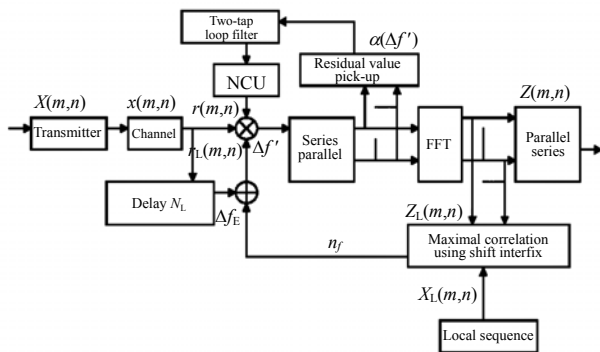 Two-tap
loop filter
α(Δf')
Residual value
pick-up
NCU
X(m,n)
x(m,n)
r(m,n)
Z(m,n)
Transmitter
Channel
Δf'
Series
parallel
FFT
Parallel
series
r_L(m,n)
Delay N_L
Δf_E
Z_L(m,n)
n_f
Maximal correlation
using shift interfix
X_L(m,n)
Local sequence